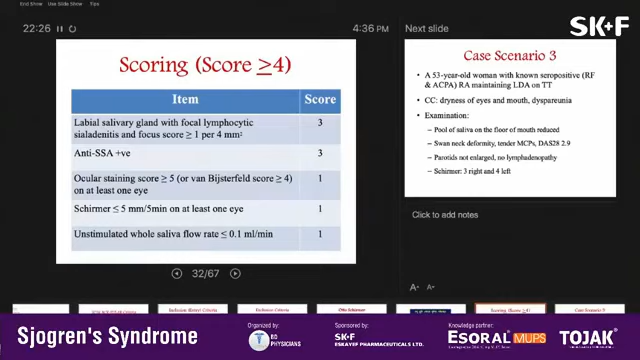 End Show Use Slide Show Tips
22:26
4:36 PM
Next slide
SK+F
Scoring (Score ≥4)
Item Score
Labial salivary gland with focal lymphocytic sialadenitis and focus score ≥ 1 per 4 mm² 3
Anti-SSA +ve 3
Ocular staining score ≥ 5 (or van Bijsterfeld score ≥ 4) on at least one eye 1
Schirmer ≤ 5 mm/5min on at least one eye 1
Unstimulated whole saliva flow rate ≤ 0.1 ml/min 1
32/67
Case Scenario 3
• A 53-year-old woman with known seropositive (RF
& ACPA) RA maintaining LDA on TT
• CC: dryness of eyes and mouth, dyspareunia
• Examination:
- Pool of saliva on the floor of mouth reduced
- Swan neck deformity, tender MCPs, DAS28 2.9
- Parotids not enlarged, no lymphadenopathy
- Schirmer: 3 right and 4 left
Click to add notes
Scoring (Score ≥4)
Case Scenario 3
Sjogren's Syndrome
Organized by:
PHYSICIANS
Sponsored by:
SK+F
ESKAYEF PHARMACEUTICALS LTD.
Knowledge partner:
ESORAL MUPS
TOJAK